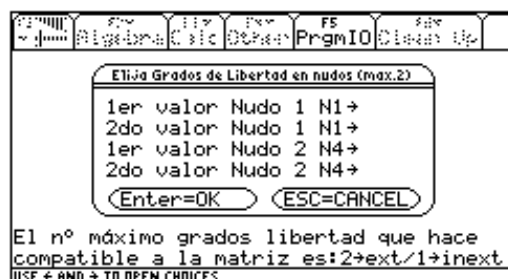 Algebra Calc Other F5 PrgmIO Clean Up
Elija Grados de Libertad en nudos (max.2)
1er valor Nudo 1 N1→
2do valor Nudo 1 N1→
1er valor Nudo 2 N4→
2do valor Nudo 2 N4→
Enter=OK ESC=CANCEL
El nº máximo grados libertad que hace
compatible a la matriz es:2→ext/1→inext
USE ← AND → TO OPEN CHOICES